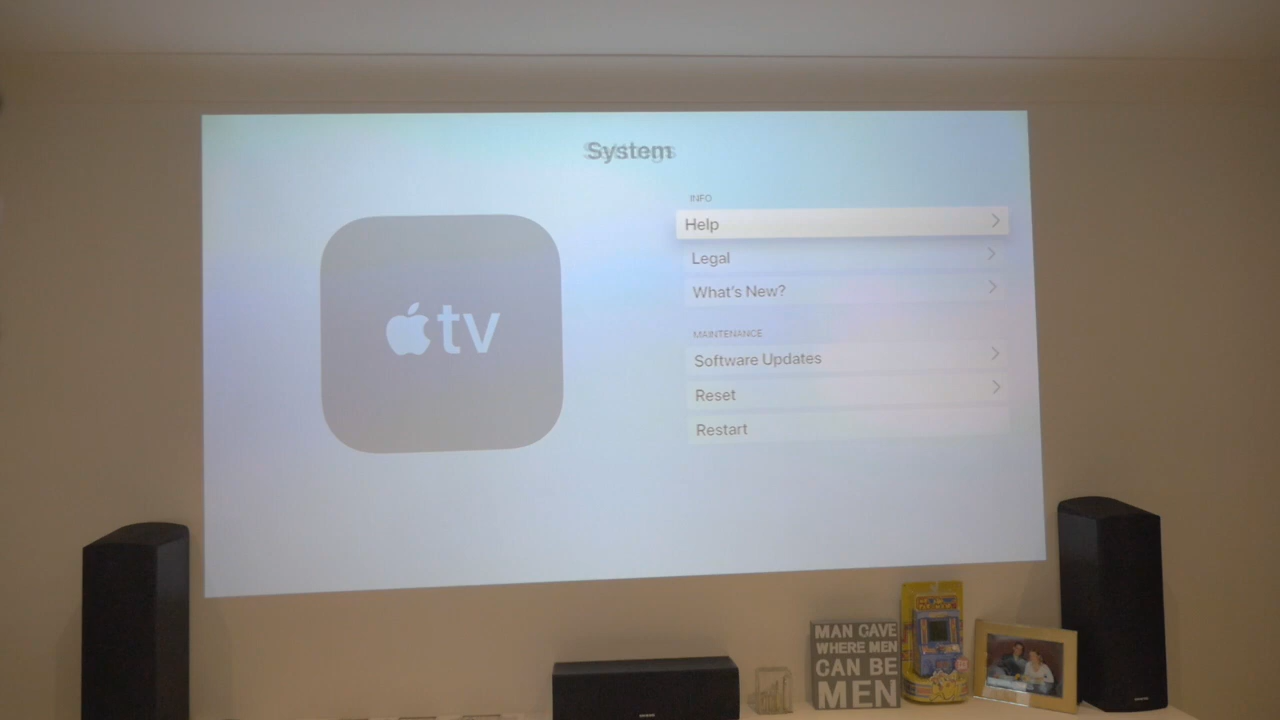 System
INFO
Help
Legal
What's New?
MAINTENANCE
Software Updates
Reset
Restart
tv
MAN CAVE
WHERE MEN
CAN BE
MEN